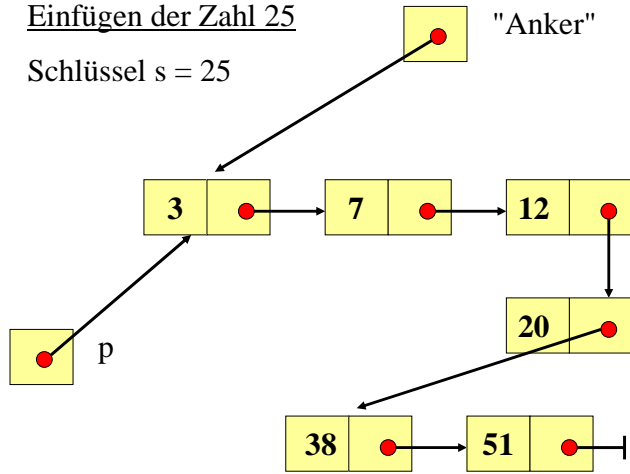 Einfügen der Zahl 25
"Anker"
Schlüssel s = 25
3 7 12
20
p
38 51